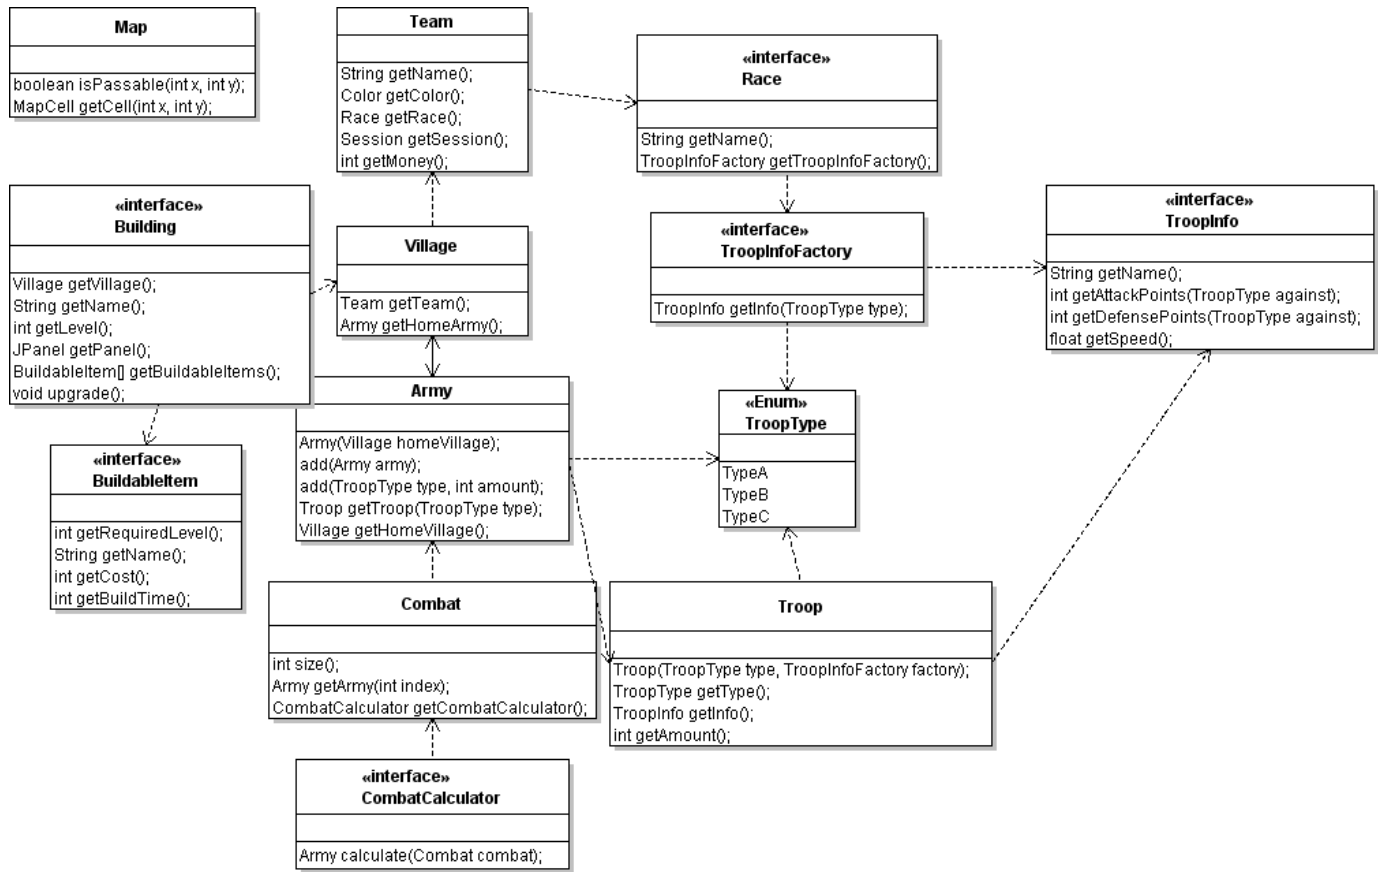 Map
boolean isPassable(int x, int y);
MapCell getCell(int x, int y);
Team
String getName();
Color getColor();
Race getRace();
Session getSession();
int getMoney();
«interface»
Race
String getName();
TroopInfoFactory getTroopInfoFactory();
«interface»
Building
Village getVillage();
String getName();
int getLevel();
JPanel getPanel();
BuildableItem[] getBuildableItems();
void upgrade();
Village
Team getTeam();
Army getHomeArmy();
«interface»
TroopInfoFactory
TroopInfo getInfo(TroopType type);
«interface»
TroopInfo
String getName();
int getAttackPoints(TroopType against);
int getDefensePoints(TroopType against);
float getSpeed();
Army
Army(Village homeVillage);
add(Army army);
add(TroopType type, int amount);
Troop getTroop(TroopType type);
Village getHomeVillage();
«Enum»
TroopType
TypeA
TypeB
TypeC
«interface»
BuildableItem
int getRequiredLevel();
String getName();
int getCost();
int getBuildTime();
Combat
int size();
Army getArmy(int index);
CombatCalculator getCombatCalculator();
Troop
Troop(TroopType type, TroopInfoFactory factory);
TroopType getType();
TroopInfo getInfo();
int getAmount();
«interface»
CombatCalculator
Army calculate(Combat combat);